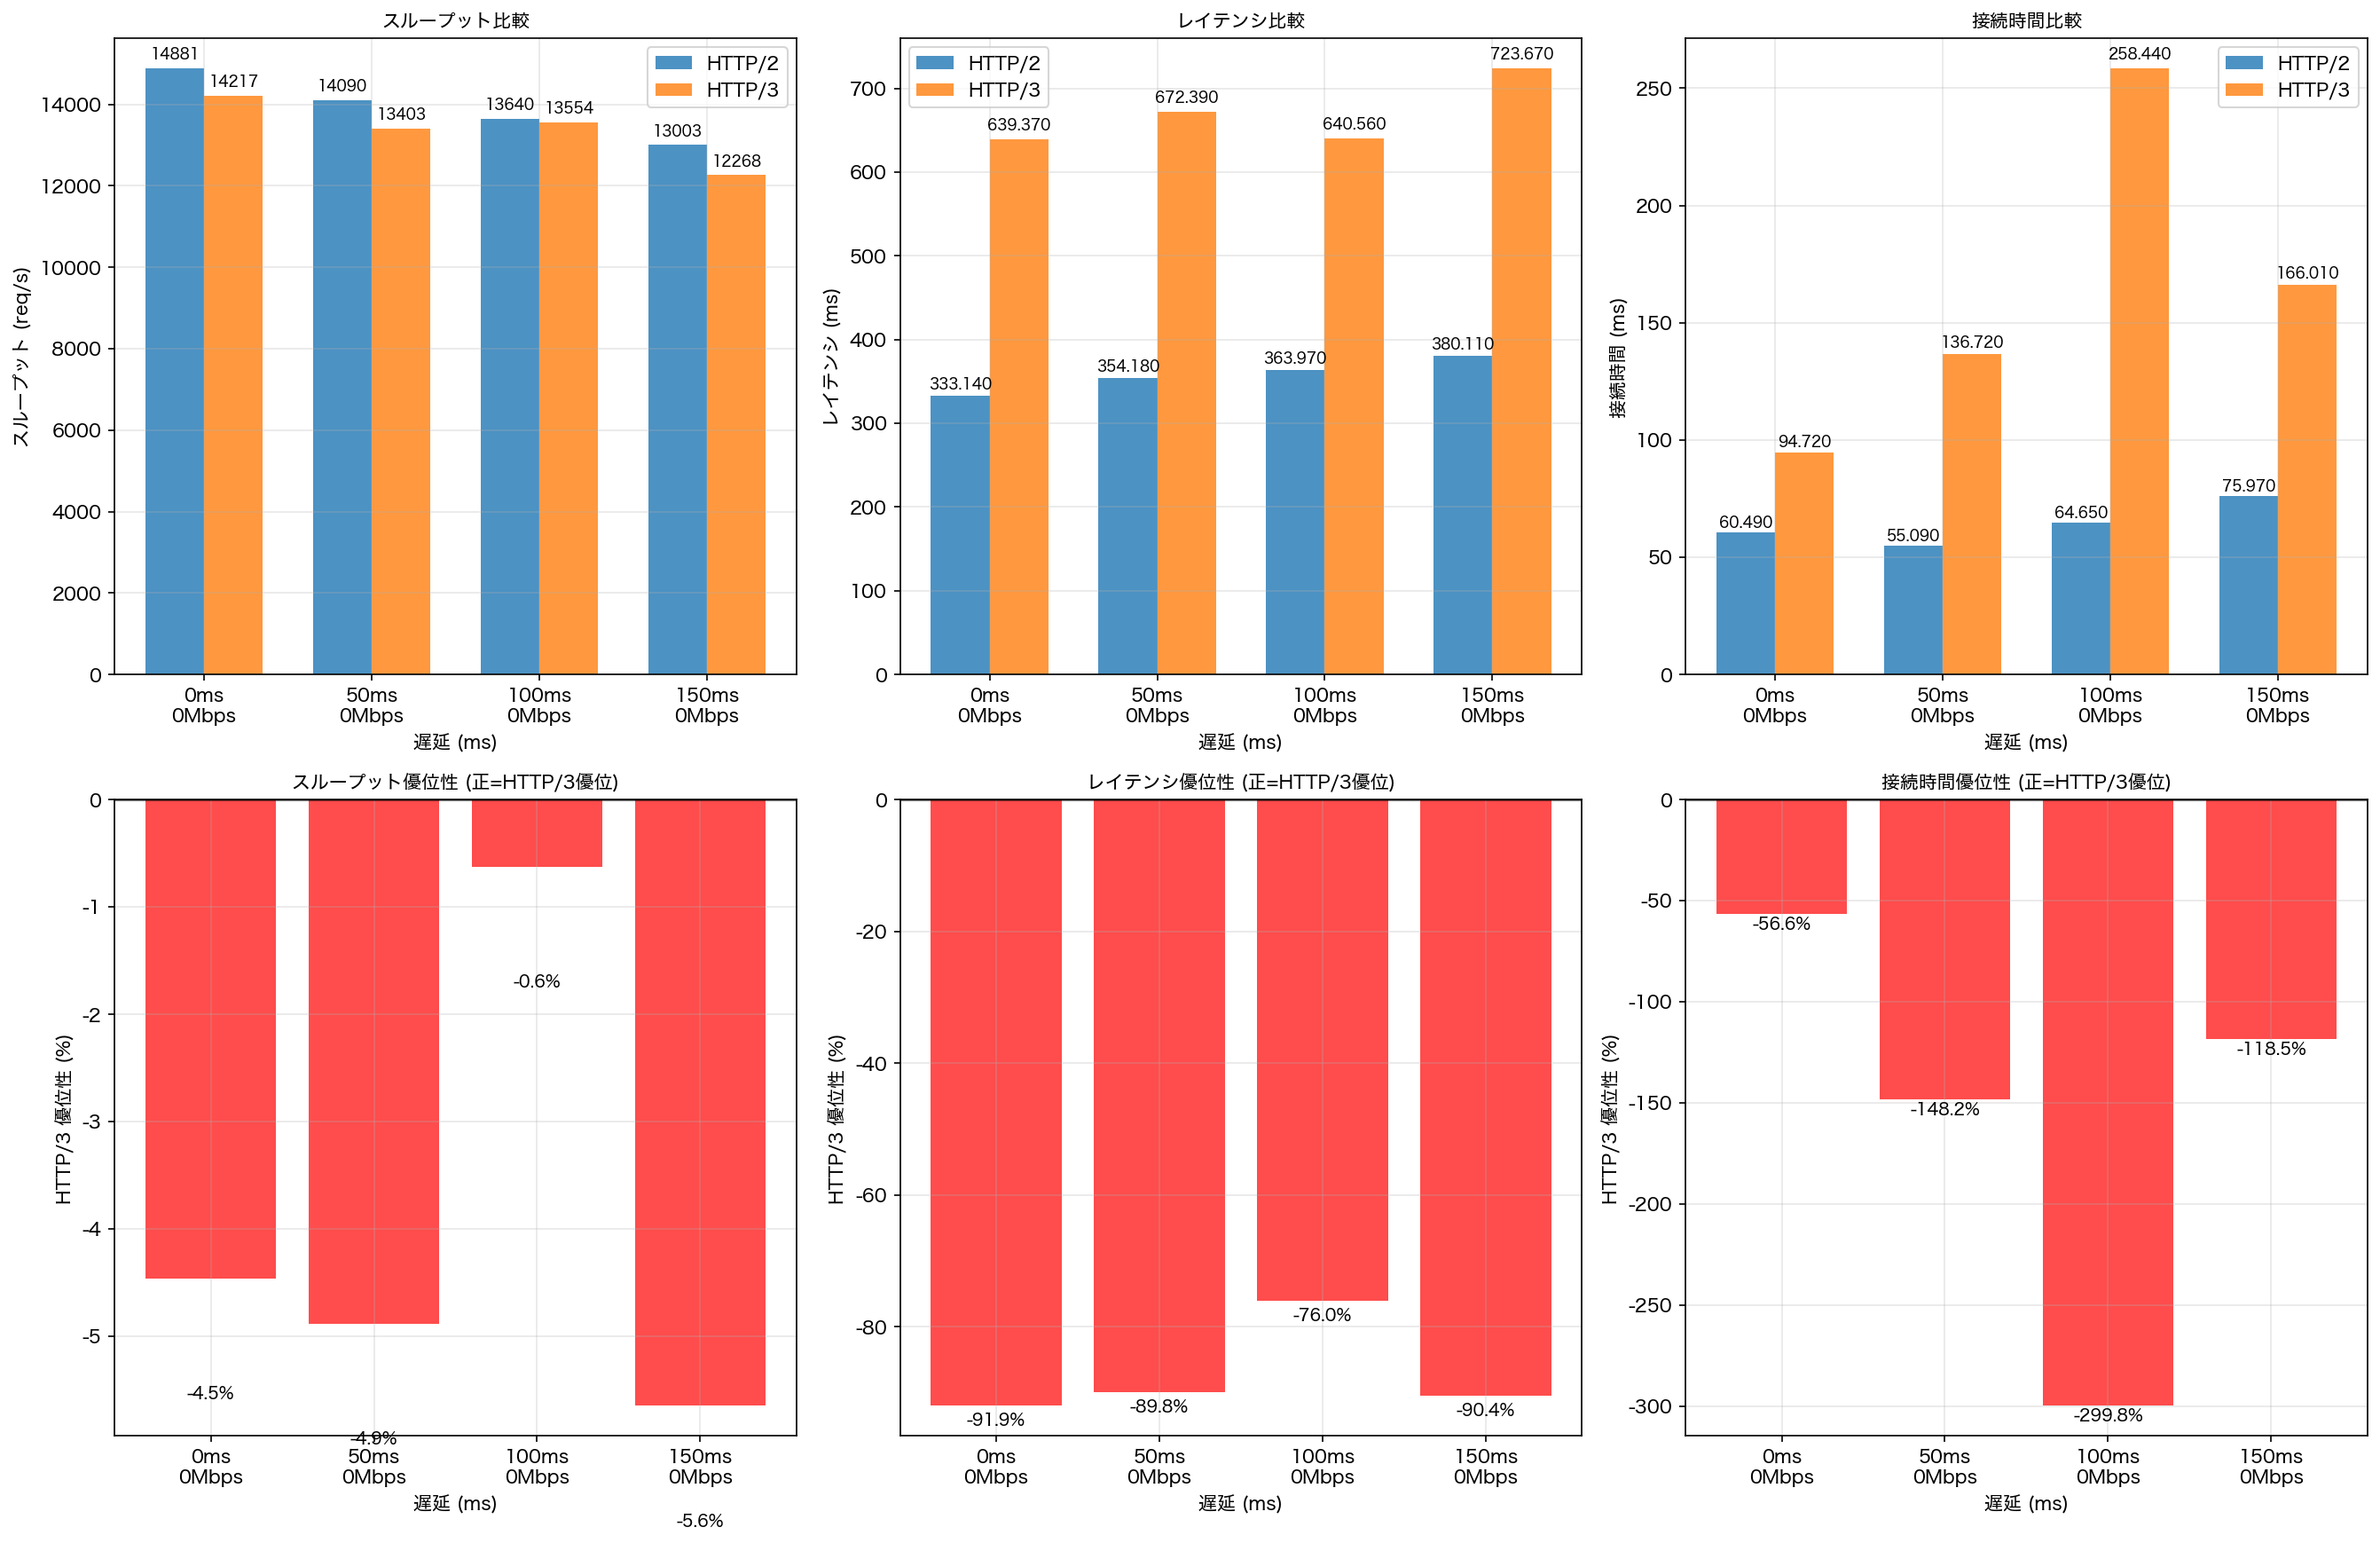 スループット比較
スループット (req/s)
14000
12000
10000
8000
6000
4000
2000
0
14881
14217
14090
13403
13640
13554
13003
12268
HTTP/2
HTTP/3
0ms
0Mbps
50ms
0Mbps
100ms
0Mbps
150ms
0Mbps
遅延 (ms)
レイテンシ比較
レイテンシ (ms)
700
600
500
400
300
200
100
0
HTTP/2
HTTP/3
333.140
639.370
354.180
672.390
363.970
640.560
380.110
723.670
0ms
0Mbps
50ms
0Mbps
100ms
0Mbps
150ms
0Mbps
遅延 (ms)
接続時間比較
接続時間 (ms)
250
200
150
100
50
0
60.490
94.720
55.090
136.720
64.650
258.440
75.970
166.010
HTTP/2
HTTP/3
0ms
0Mbps
50ms
0Mbps
100ms
0Mbps
150ms
0Mbps
遅延 (ms)
スループット優位性 (正=HTTP/3優位)
HTTP/3 優位性 (%)
0
-1
-2
-3
-4
-5
-4.5%
-4.9%
-0.6%
-5.6%
0ms
0Mbps
50ms
0Mbps
100ms
0Mbps
150ms
0Mbps
遅延 (ms)
レイテンシ優位性 (正=HTTP/3優位)
HTTP/3 優位性 (%)
0
-20
-40
-60
-80
-91.9%
-89.8%
-76.0%
-90.4%
0ms
0Mbps
50ms
0Mbps
100ms
0Mbps
150ms
0Mbps
遅延 (ms)
接続時間優位性 (正=HTTP/3優位)
HTTP/3 優位性 (%)
0
-50
-100
-150
-200
-250
-300
-56.6%
-148.2%
-299.8%
-118.5%
0ms
0Mbps
50ms
0Mbps
100ms
0Mbps
150ms
0Mbps
遅延 (ms)